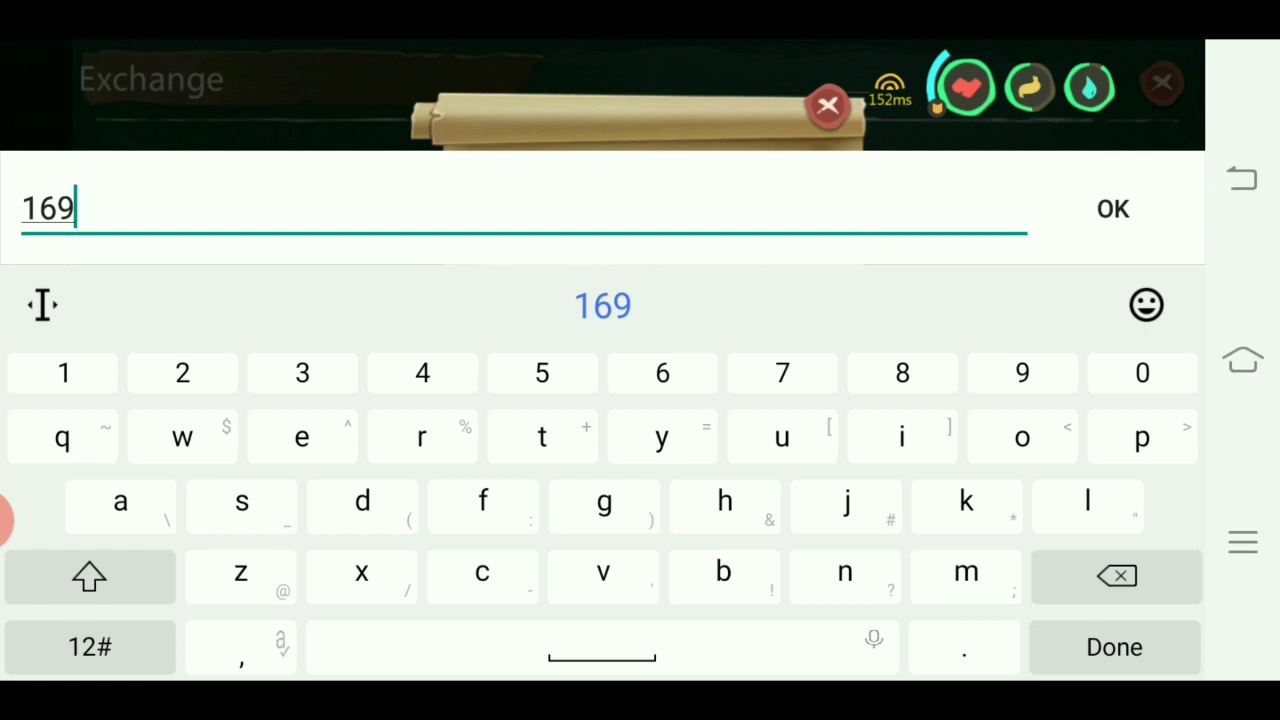 Exchange
152ms
169
OK
169
1 2 3 4 5 6 7 8 9 0
q ~ w $ e ^ r % t + y = u [ i ] o < p >
a \ s _ d ( f : g ) h & j # k * l "
z @ x / c - v ' b ! n ? m ;
12# , a . Done